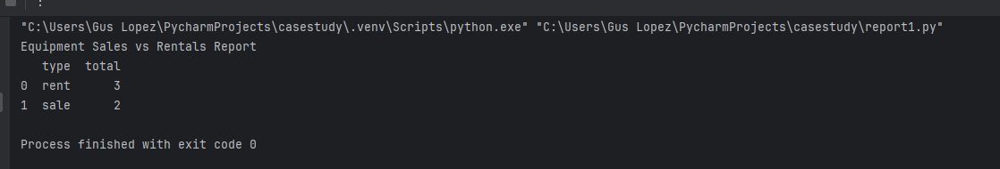 "C:\Users\Gus Lopez\PycharmProjects\casestudy\.venv\Scripts\python.exe" "C:\Users\Gus Lopez\PycharmProjects\casestudy\report1.py"
Equipment Sales vs Rentals Report
   type  total
0  rent      3
1  sale      2

Process finished with exit code 0